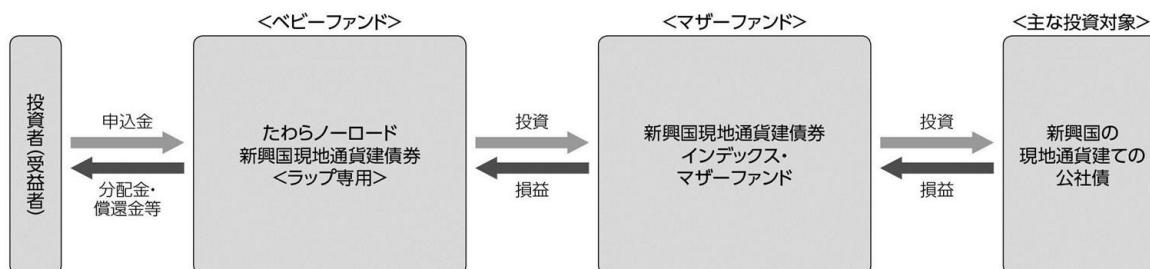 <ベビーファンド>
<マザーファンド>
<主な投資対象>
投資者(受益者)
申込金
分配金・
償還金等
たわらノーロード
新興国現地通貨建債券
<ラップ専用>
投資
損益
新興国現地通貨建債券
インデックス・
マザーファンド
投資
損益
新興国の
現地通貨建ての
公社債